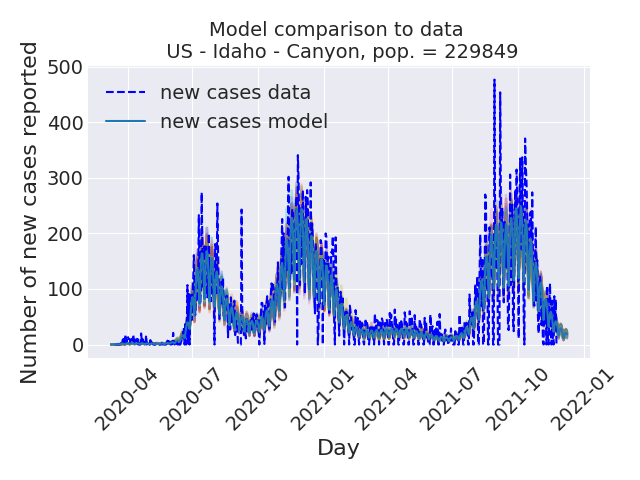 Model comparison to data
US - Idaho - Canyon, pop. = 229849
Number of new cases reported
500
400
300
200
100
0
new cases data
new cases model
2020-04
2020-07
2020-10
2021-01
2021-04
2021-07
2021-10
2022-01
Day